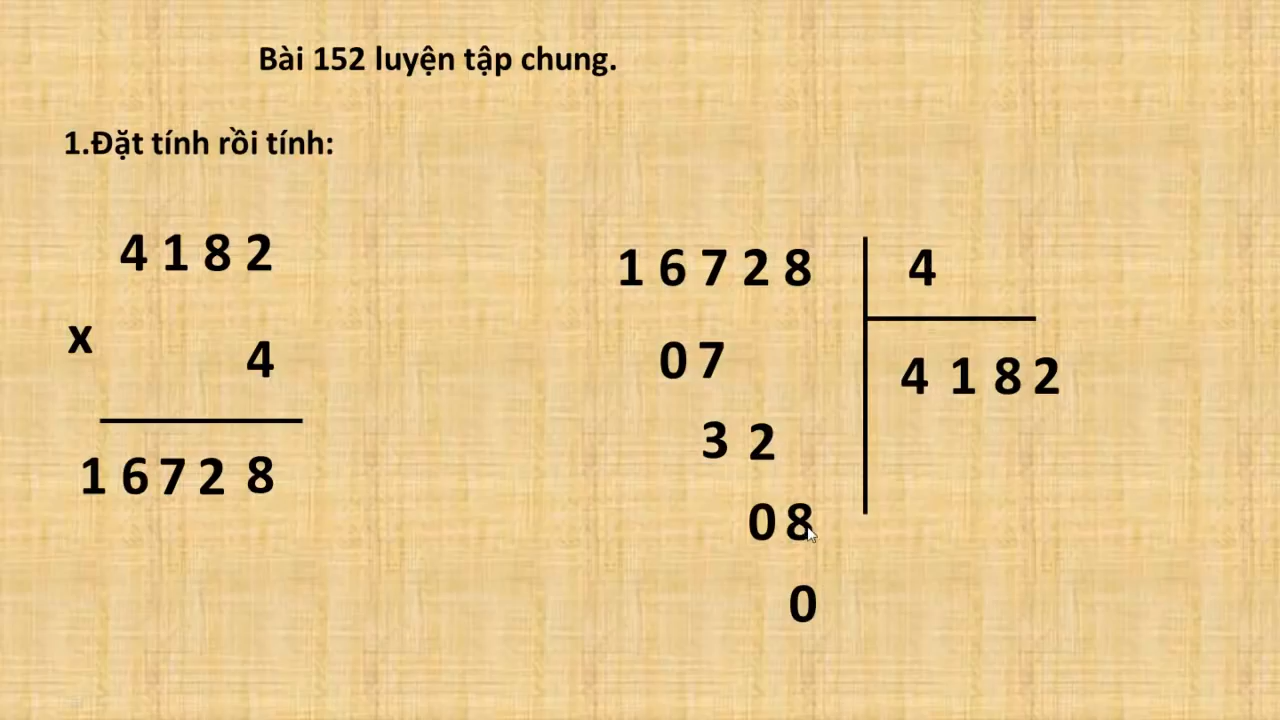 Bài 152 luyện tập chung.
1.Đặt tính rồi tính:
4 1 8 2
x
4
1 6 7 2 8
1 6 7 2 8 4
0 7
4 1 8 2
3 2
0 8
0